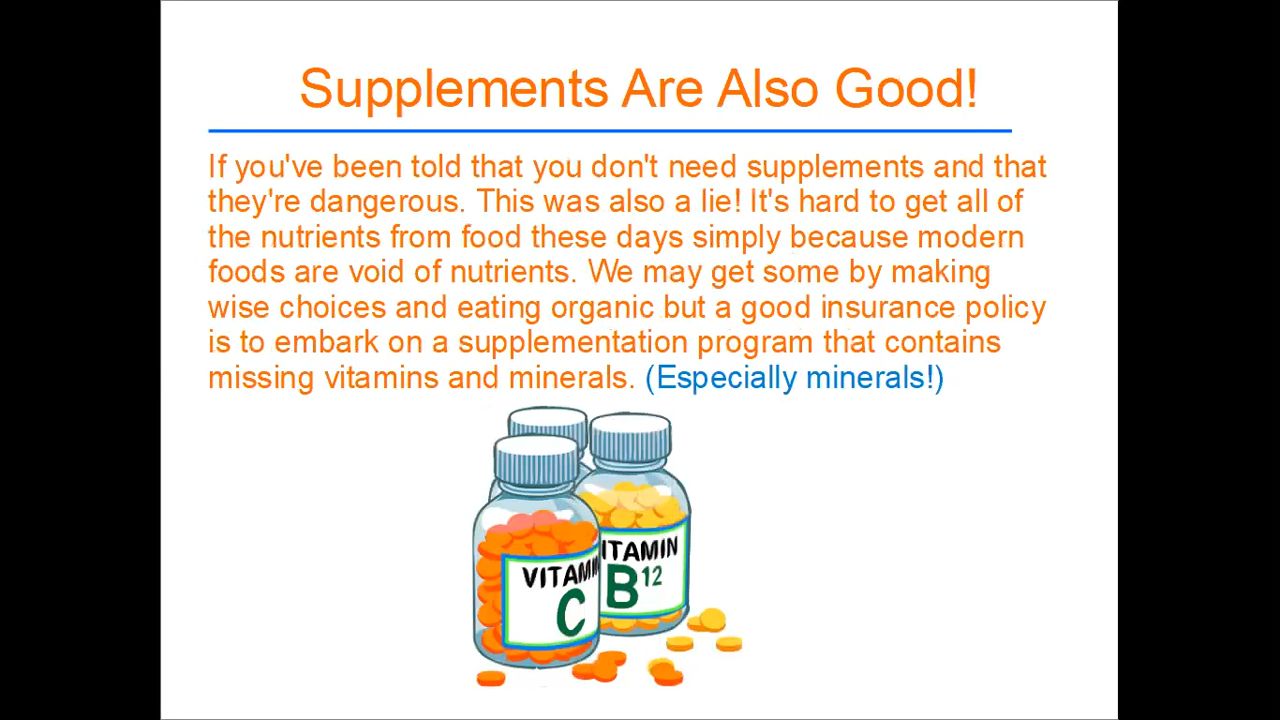 Supplements Are Also Good!
If you've been told that you don't need supplements and that
they're dangerous. This was also a lie! It's hard to get all of
the nutrients from food these days simply because modern
foods are void of nutrients. We may get some by making
wise choices and eating organic but a good insurance policy
is to embark on a supplementation program that contains
missing vitamins and minerals. (Especially minerals!)
VITAMIN
C
ITAMIN
B12